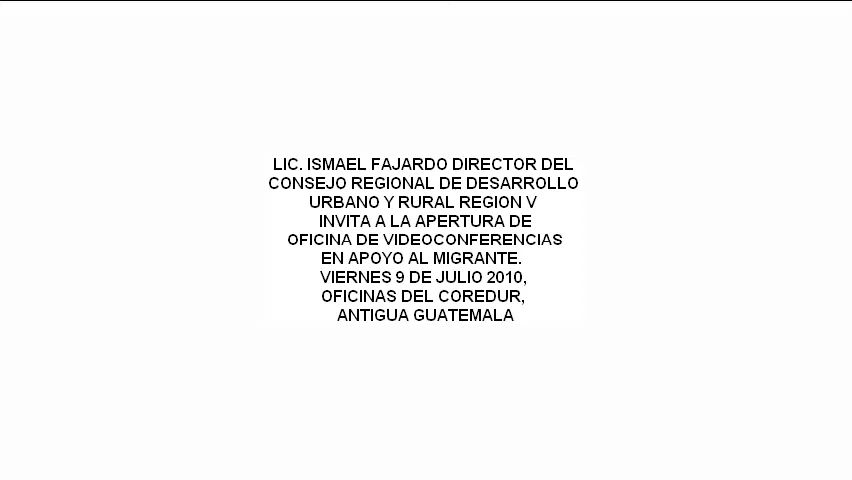 LIC. ISMAEL FAJARDO DIRECTOR DEL
CONSEJO REGIONAL DE DESARROLLO
URBANO Y RURAL REGION V
INVITA A LA APERTURA DE
OFICINA DE VIDEOCONFERENCIAS
EN APOYO AL MIGRANTE.
VIERNES 9 DE JULIO 2010,
OFICINAS DEL COREDUR,
ANTIGUA GUATEMALA